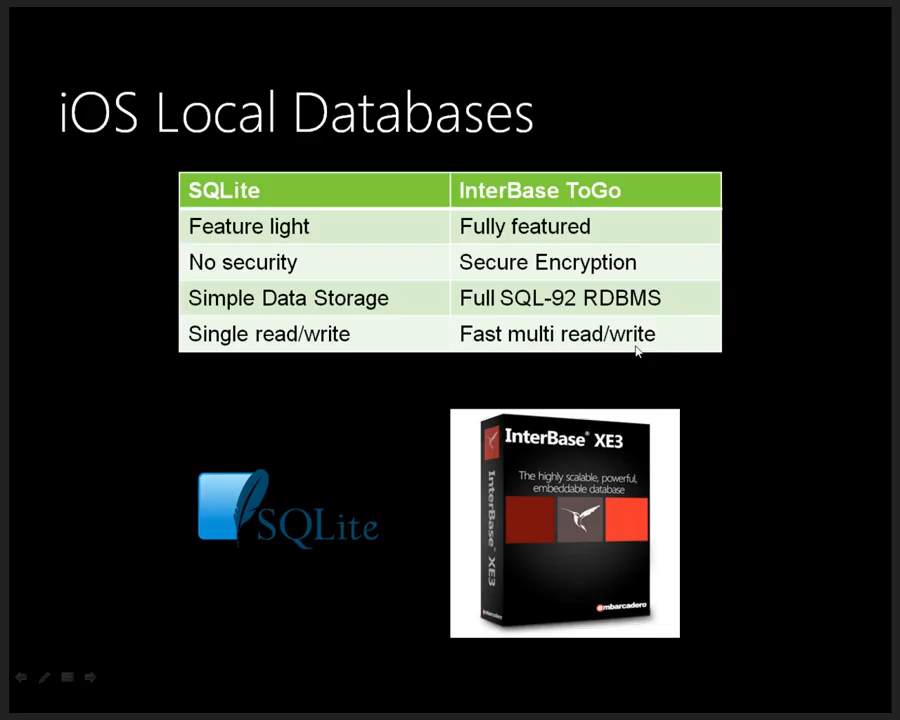 iOS Local Databases
SQLite InterBase ToGo
Feature light Fully featured
No security Secure Encryption
Simple Data Storage Full SQL-92 RDBMS
Single read/write Fast multi read/write
InterBase® XE3
The highly scalable, powerful,
embeddable database
InterBase® XE3
SQLite
embarcadero